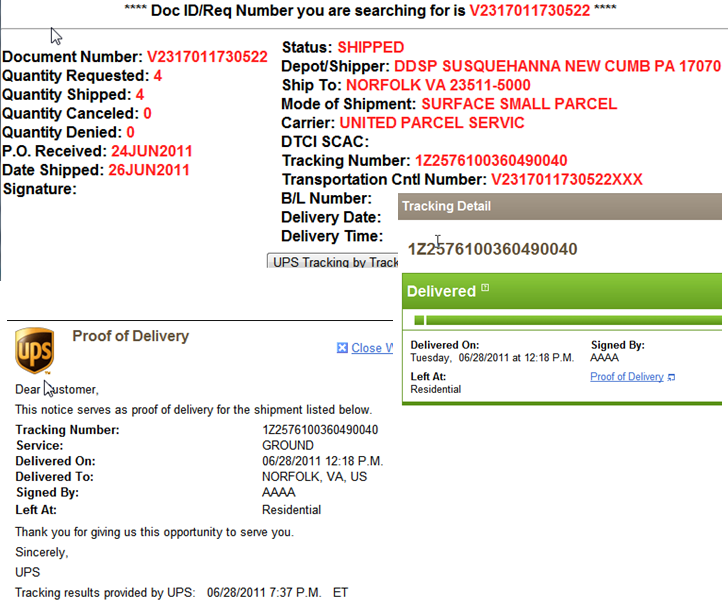 **** Doc ID/Req Number you are searching for is V2317011730522 ****
Document Number: V2317011730522
Quantity Requested: 4
Quantity Shipped: 4
Quantity Canceled: 0
Quantity Denied: 0
P.O. Received: 24JUN2011
Date Shipped: 26JUN2011
Signature:
Status: SHIPPED
Depot/Shipper: DDSP SUSQUEHANNA NEW CUMB PA 17070
Ship To: NORFOLK VA 23511-5000
Mode of Shipment: SURFACE SMALL PARCEL
Carrier: UNITED PARCEL SERVIC
DTCI SCAC:
Tracking Number: 1Z2576100360490040
Transportation Cntl Number: V2317011730522XXX
B/L Number:
Delivery Date:
Delivery Time:
UPS Tracking by Track
Tracking Detail
1Z2576100360490040
Delivered ?
Delivered On:
Tuesday, 06/28/2011 at 12:18 P.M.
Left At:
Residential
Signed By:
AAAA
Proof of Delivery
ups
Proof of Delivery
Close W
Dear Customer,
This notice serves as proof of delivery for the shipment listed below.
Tracking Number: 1Z2576100360490040
Service: GROUND
Delivered On: 06/28/2011 12:18 P.M.
Delivered To: NORFOLK, VA, US
Signed By: AAAA
Left At: Residential
Thank you for giving us this opportunity to serve you.
Sincerely,
UPS
Tracking results provided by UPS: 06/28/2011 7:37 P.M. ET